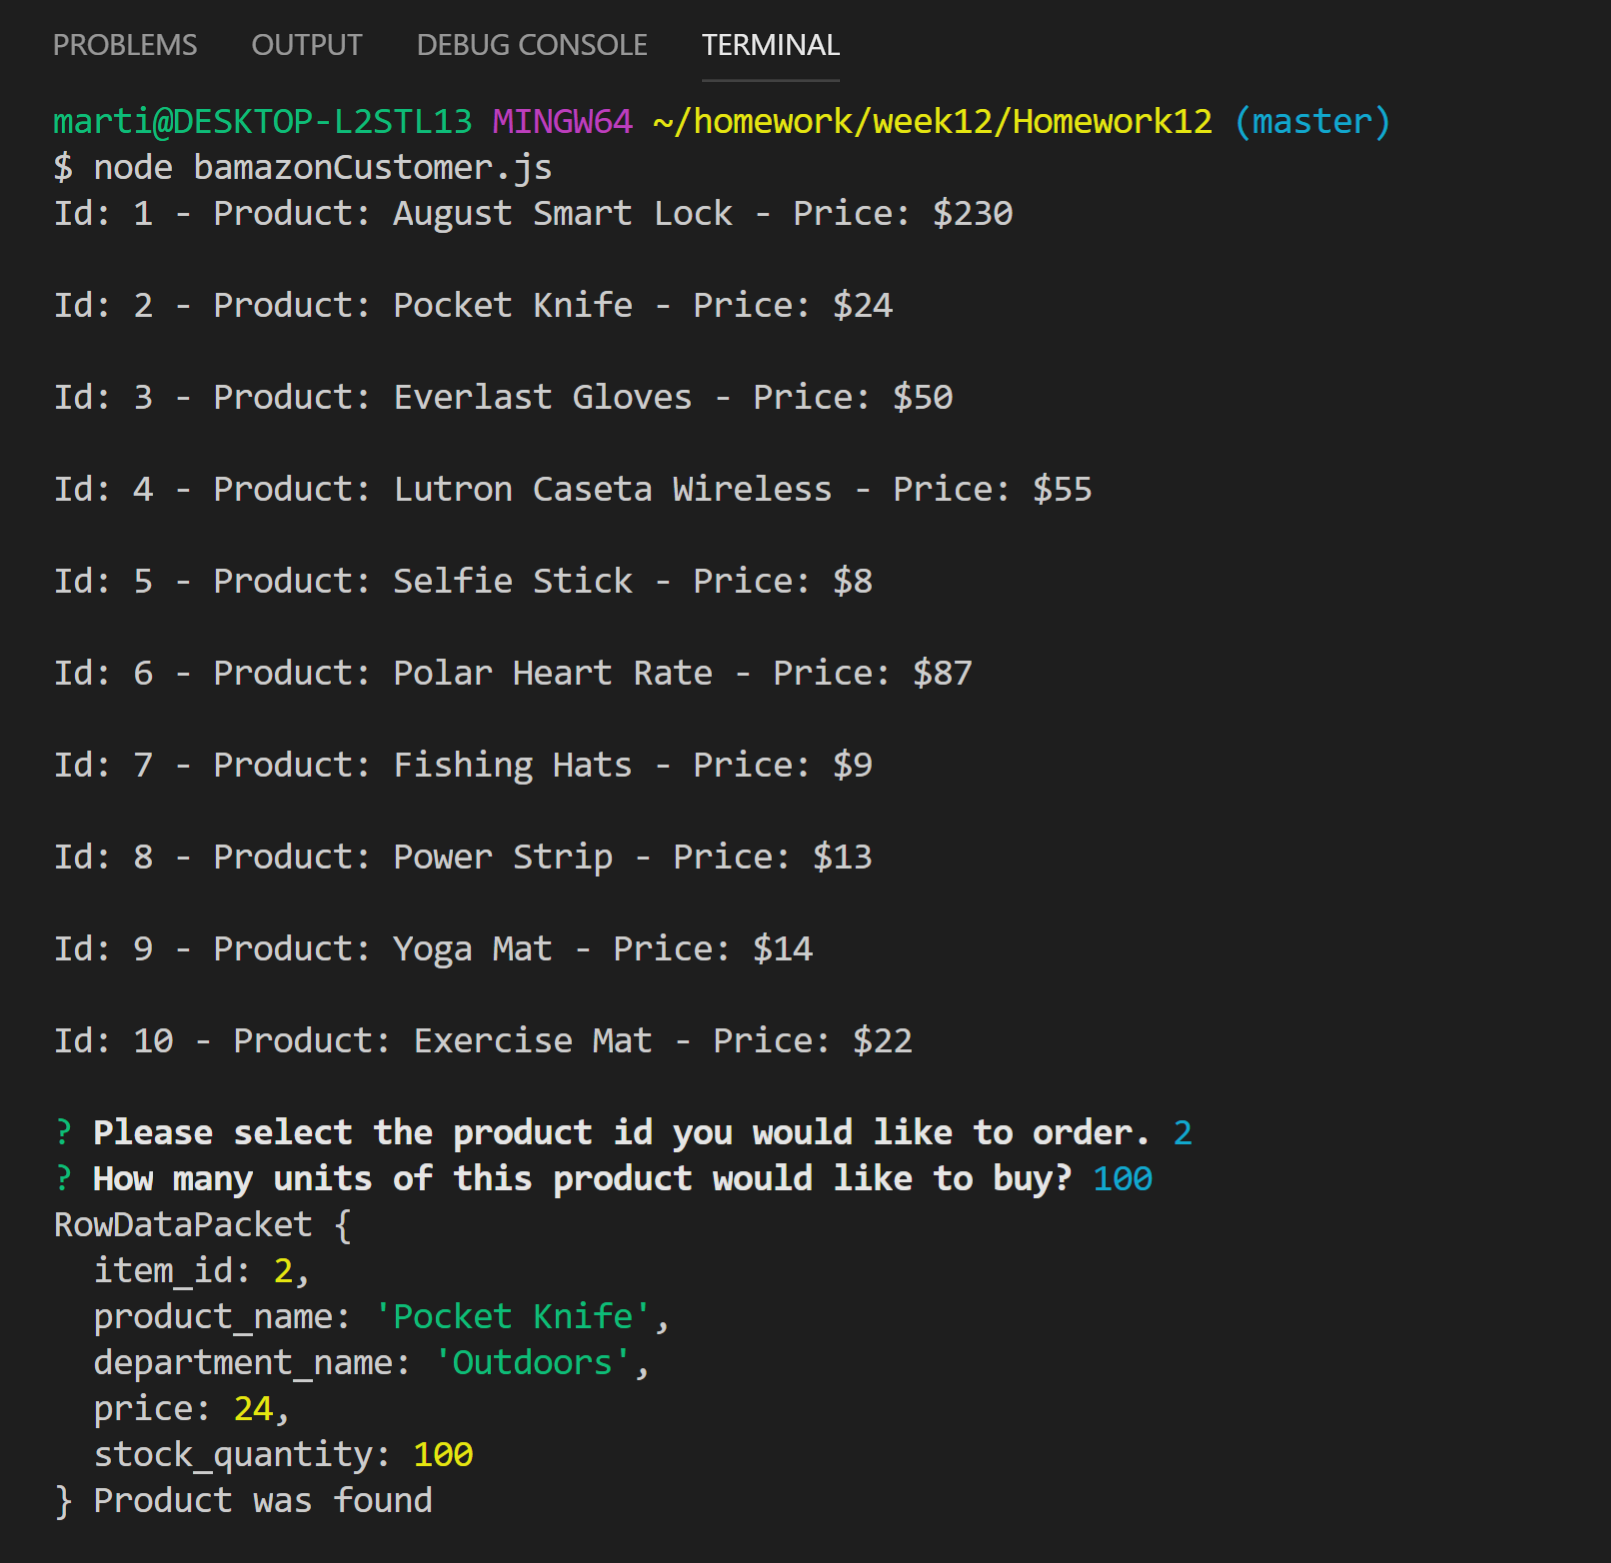 PROBLEMS OUTPUT DEBUG CONSOLE TERMINAL
marti@DESKTOP-L2STL13 MINGW64 ~/homework/week12/Homework12 (master)
$ node bamazonCustomer.js
Id: 1 - Product: August Smart Lock - Price: $230
Id: 2 - Product: Pocket Knife - Price: $24
Id: 3 - Product: Everlast Gloves - Price: $50
Id: 4 - Product: Lutron Caseta Wireless - Price: $55
Id: 5 - Product: Selfie Stick - Price: $8
Id: 6 - Product: Polar Heart Rate - Price: $87
Id: 7 - Product: Fishing Hats - Price: $9
Id: 8 - Product: Power Strip - Price: $13
Id: 9 - Product: Yoga Mat - Price: $14
Id: 10 - Product: Exercise Mat - Price: $22
? Please select the product id you would like to order. 2
? How many units of this product would like to buy? 100
RowDataPacket {
  item_id: 2,
  product_name: 'Pocket Knife',
  department_name: 'Outdoors',
  price: 24,
  stock_quantity: 100
} Product was found